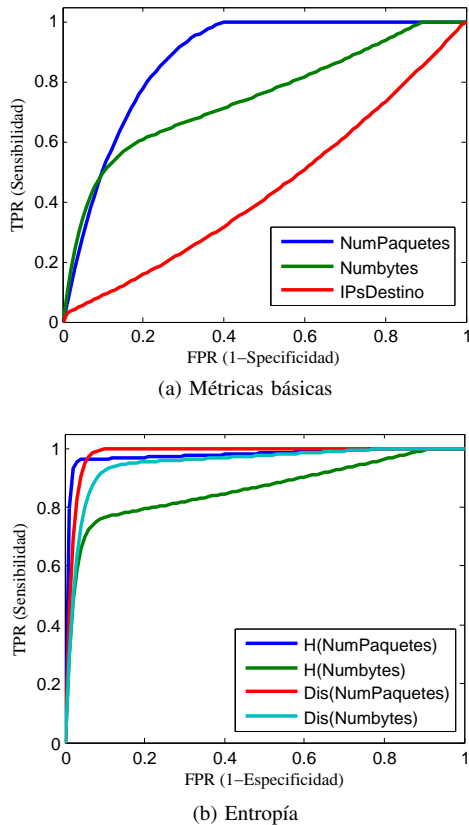 1
0.8
0.6
0.4
0.2
0
TPR (Sensibilidad)
NumPaquetes
Numbytes
IPsDestino
0 0.2 0.4 0.6 0.8 1
FPR (1–Specificidad)
(a) Métricas básicas
1
0.8
0.6
0.4
0.2
0
TPR (Sensibilidad)
H(NumPaquetes)
H(Numbytes)
Dis(NumPaquetes)
Dis(Numbytes)
0 0.2 0.4 0.6 0.8 1
FPR (1–Especificidad)
(b) Entropía